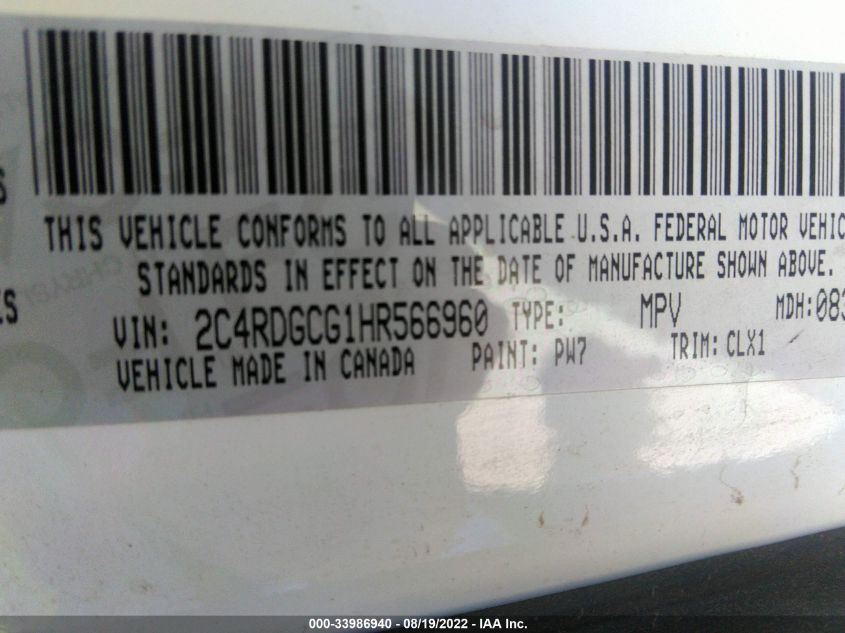 THIS VEHICLE CONFORMS TO ALL APPLICABLE U.S.A. FEDERAL MOTOR VEHIC
STANDARDS IN EFFECT ON THE DATE OF MANUFACTURE SHOWN ABOVE.
VIN: 2C4RDGCG1HR566960 TYPE: MPV MDH:083
VEHICLE MADE IN CANADA PAINT: PW7 TRIM: CLX1
000-33986940 - 08/19/2022 - IAA Inc.